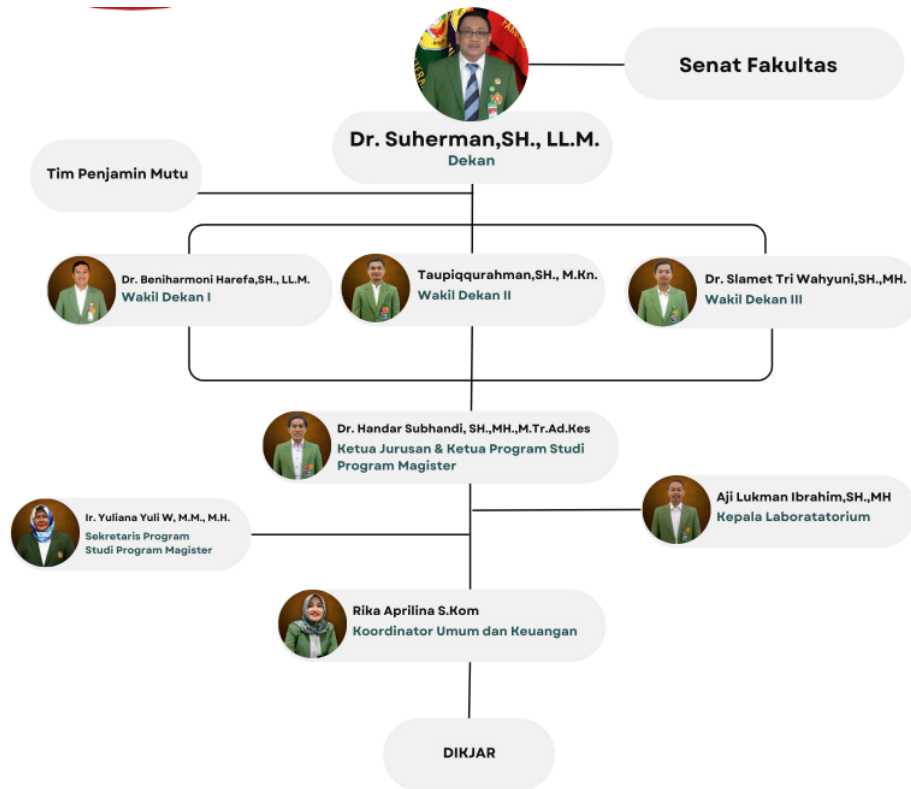 Senat Fakultas
Dr. Suherman,SH., LL.M.
Dekan
Tim Penjamin Mutu
Dr. Beniharmoni Harefa,SH., LL.M.
Wakil Dekan I
Taupiqqurahman,SH., M.Kn.
Wakil Dekan II
Dr. Slamet Tri Wahyuni,SH.,MH.
Wakil Dekan III
Dr. Handar Subhandi, SH.,MH.,M.Tr.Ad.Kes
Ketua Jurusan & Ketua Program Studi
Program Magister
Aji Lukman Ibrahim,SH.,MH
Kepala Laboratatorium
Ir. Yuliana Yuli W, M.M., M.H.
Sekretaris Program
Studi Program Magister
Rika Aprilina S.Kom
Koordinator Umum dan Keuangan
DIKJAR